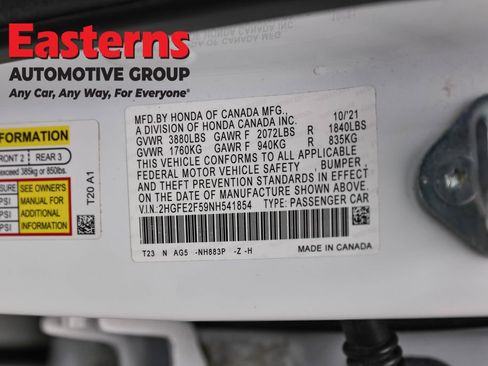 Easterns
AUTOMOTIVE GROUP
Any Car, Any Way, For Everyone®
INFORMATION
FRONT 2 REAR 3
exceed 385kg or 850lbs.
SEE OWNER'S
MANUAL FOR
ADDITIONAL
INFORMATION
T20 A1
MFD.BY HONDA OF CANADA MFG. 10/'21
A DIVISION OF HONDA CANADA INC.
GVWR 3880LBS GAWR F 2072LBS R 1840LBS
GVWR 1760KG GAWR F 940KG R 835KG
THIS VEHICLE CONFORMS TO ALL APPLICABLE
FEDERAL MOTOR VEHICLE SAFETY, BUMPER,
AND THEFT PREVENTION STANDARDS IN EFFECT
ON THE DATE OF MANUFACTURE SHOWN ABOVE.
V.I.N: 2HGFE2F59NH541854 TYPE: PASSENGER CAR
T23 N AG5 -NH883P -Z -H
MADE IN CANADA